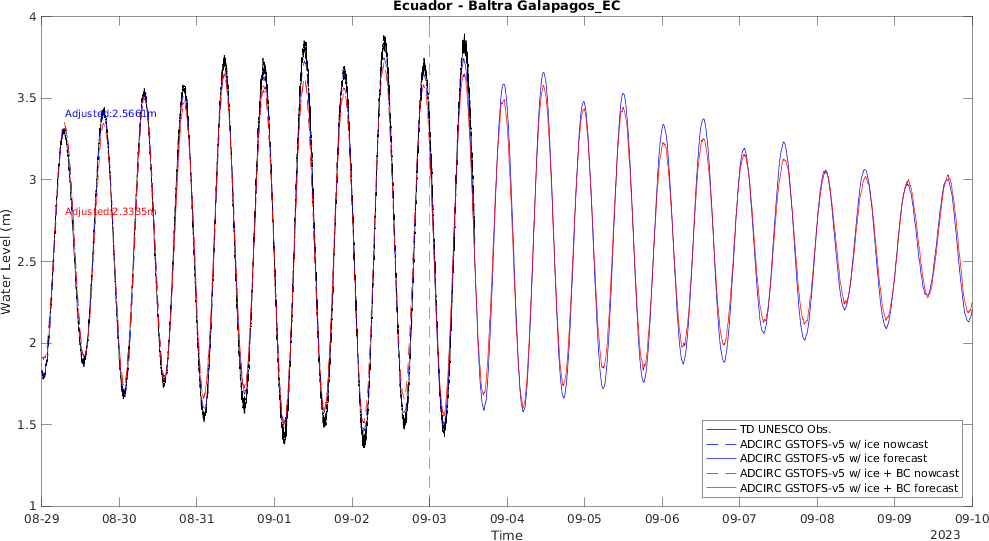 Ecuador - Baltra Galapagos_EC
Water Level (m)
4
3.5
3
2.5
2
1.5
1
Adjusted:2.5661m
Adjusted:2.3335m
TD UNESCO Obs.
ADCIRC GSTOFS-v5 w/ ice nowcast
ADCIRC GSTOFS-v5 w/ ice forecast
ADCIRC GSTOFS-v5 w/ ice + BC nowcast
ADCIRC GSTOFS-v5 w/ ice + BC forecast
08-29 08-30 08-31 09-01 09-02 09-03 09-04 09-05 09-06 09-07 09-08 09-09 09-10
Time
2023